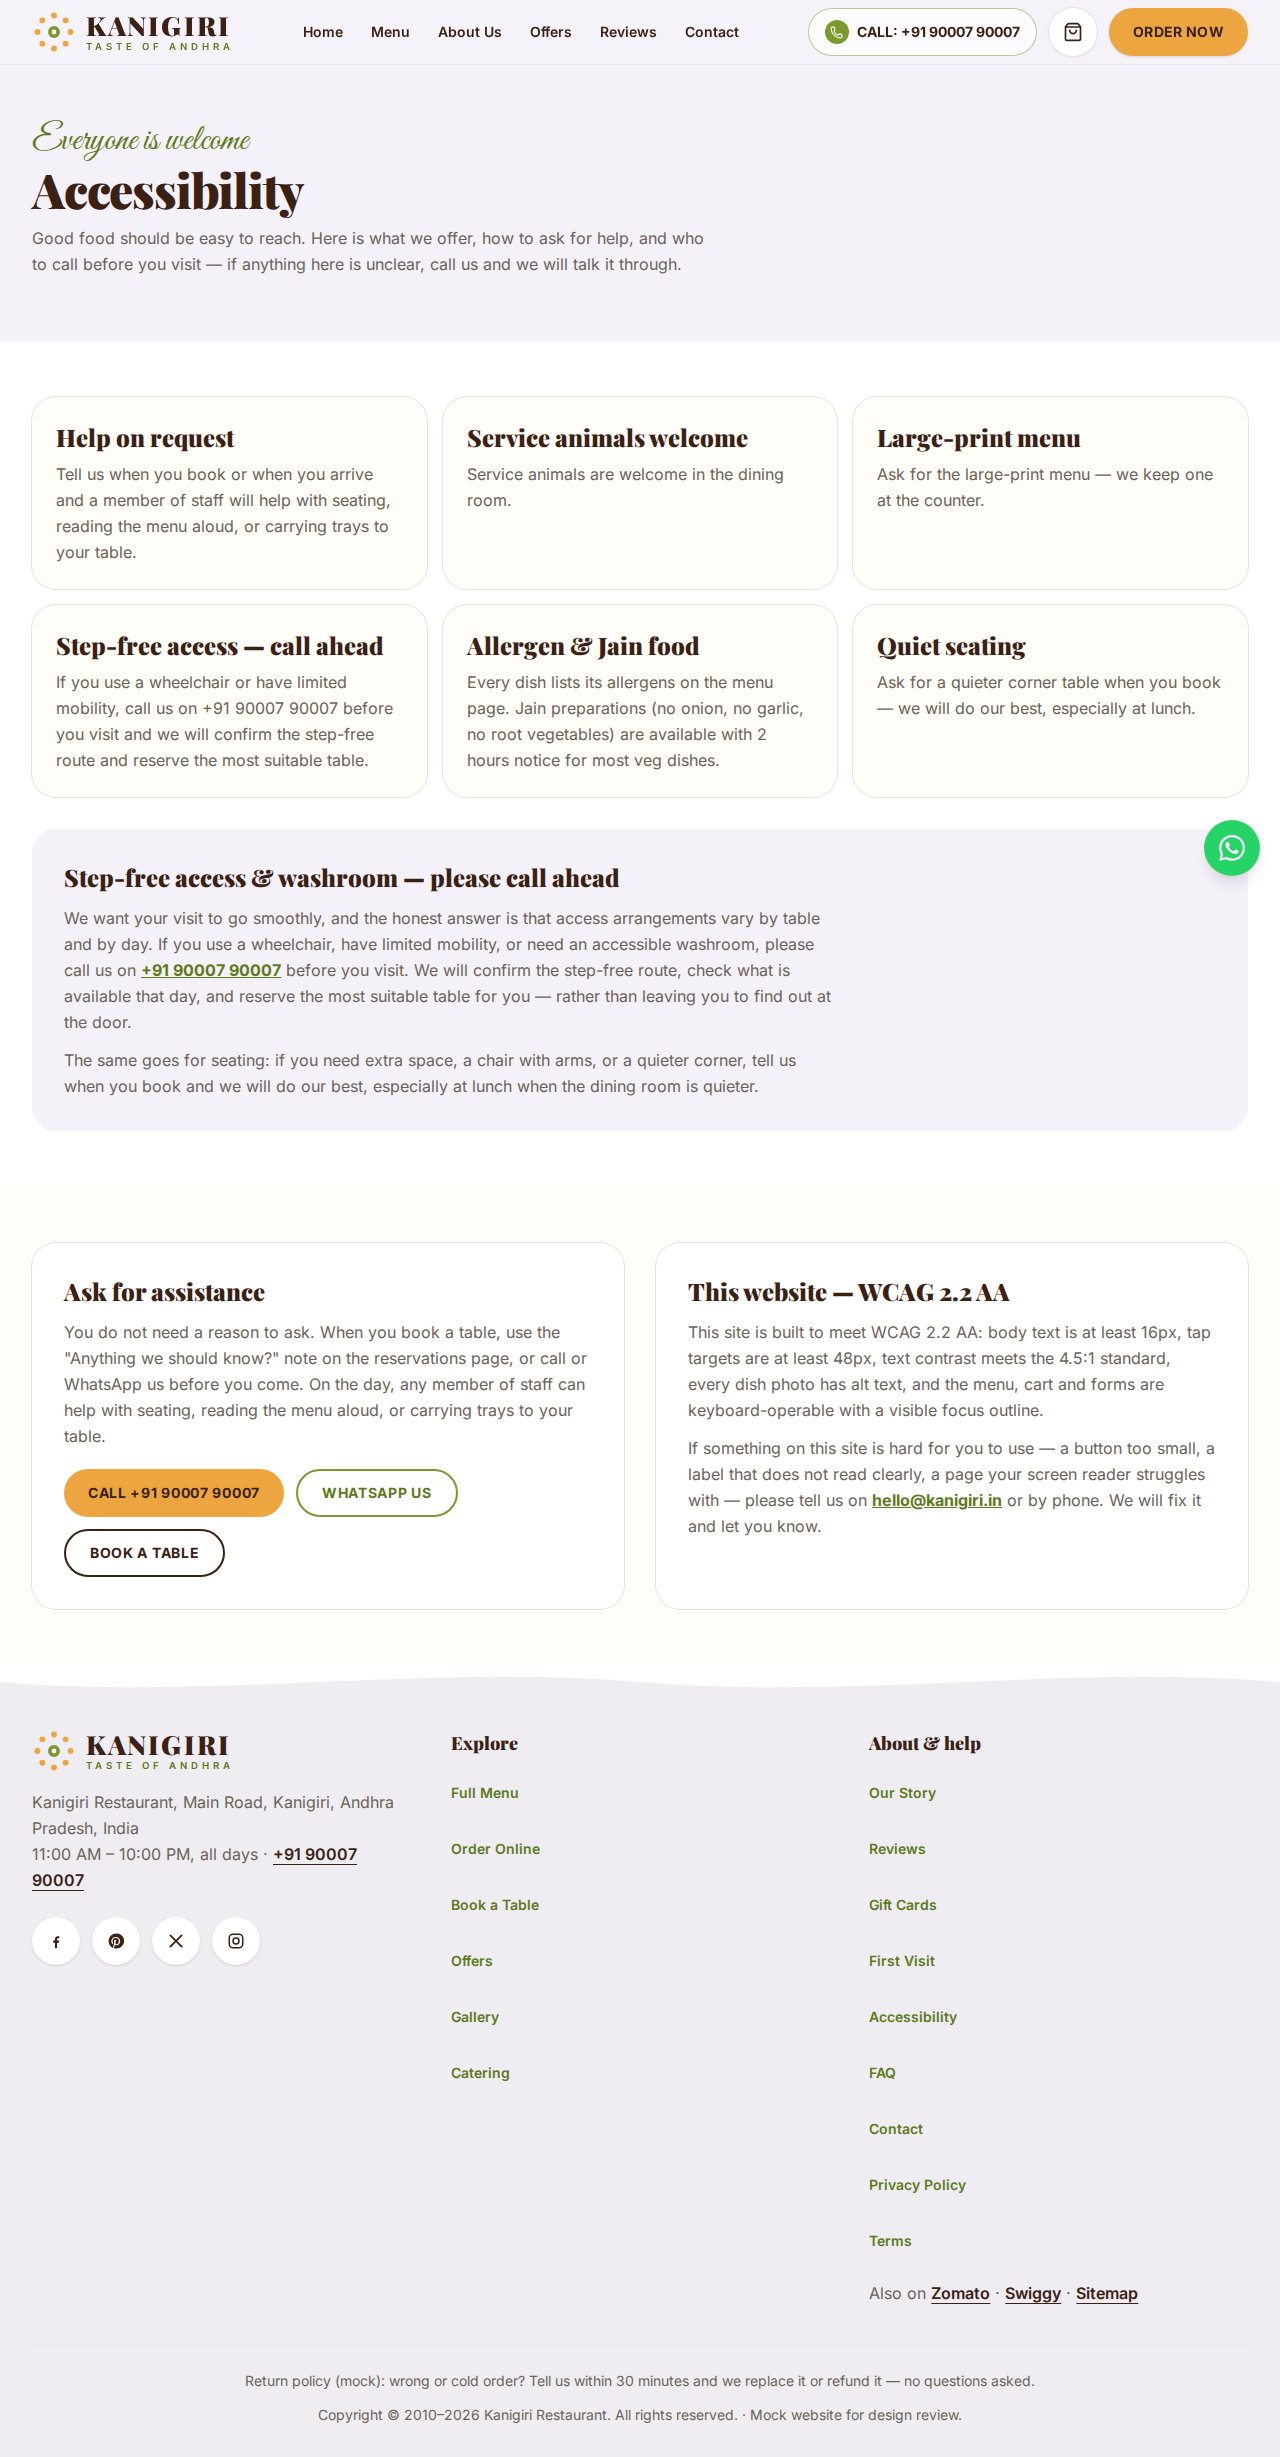 KANIGIRI
TASTE OF ANDHRA
Home
Menu
About Us
Offers
Reviews
Contact
CALL: +91 90007 90007
ORDER NOW
Everyone is welcome
Accessibility
Good food should be easy to reach. Here is what we offer, how to ask for help, and who
to call before you visit — if anything here is unclear, call us and we will talk it through.
Help on request
Tell us when you book or when you arrive
and a member of staff will help with seating,
reading the menu aloud, or carrying trays to
your table.
Service animals welcome
Service animals are welcome in the dining
room.
Large-print menu
Ask for the large-print menu — we keep one
at the counter.
Step-free access — call ahead
If you use a wheelchair or have limited
mobility, call us on +91 90007 90007 before
you visit and we will confirm the step-free
route and reserve the most suitable table.
Allergen & Jain food
Every dish lists its allergens on the menu
page. Jain preparations (no onion, no garlic,
no root vegetables) are available with 2
hours notice for most veg dishes.
Quiet seating
Ask for a quieter corner table when you book
— we will do our best, especially at lunch.
Step-free access & washroom — please call ahead
We want your visit to go smoothly, and the honest answer is that access arrangements vary by table
and by day. If you use a wheelchair, have limited mobility, or need an accessible washroom, please
call us on +91 90007 90007 before you visit. We will confirm the step-free route, check what is
available that day, and reserve the most suitable table for you — rather than leaving you to find out at
the door.
The same goes for seating: if you need extra space, a chair with arms, or a quieter corner, tell us
when you book and we will do our best, especially at lunch when the dining room is quieter.
Ask for assistance
You do not need a reason to ask. When you book a table, use the
"Anything we should know?" note on the reservations page, or call or
WhatsApp us before you come. On the day, any member of staff can
help with seating, reading the menu aloud, or carrying trays to your
table.
CALL +91 90007 90007
WHATSAPP US
BOOK A TABLE
This website — WCAG 2.2 AA
This site is built to meet WCAG 2.2 AA: body text is at least 16px, tap
targets are at least 48px, text contrast meets the 4.5:1 standard,
every dish photo has alt text, and the menu, cart and forms are
keyboard-operable with a visible focus outline.
If something on this site is hard for you to use — a button too small, a
label that does not read clearly, a page your screen reader struggles
with — please tell us on hello@kanigiri.in or by phone. We will fix it
and let you know.
KANIGIRI
TASTE OF ANDHRA
Kanigiri Restaurant, Main Road, Kanigiri, Andhra
Pradesh, India
11:00 AM – 10:00 PM, all days · +91 90007
90007
Explore
Full Menu
Order Online
Book a Table
Offers
Gallery
Catering
About & help
Our Story
Reviews
Gift Cards
First Visit
Accessibility
FAQ
Contact
Privacy Policy
Terms
Also on Zomato · Swiggy · Sitemap
Return policy (mock): wrong or cold order? Tell us within 30 minutes and we replace it or refund it — no questions asked.
Copyright © 2010–2026 Kanigiri Restaurant. All rights reserved. · Mock website for design review.